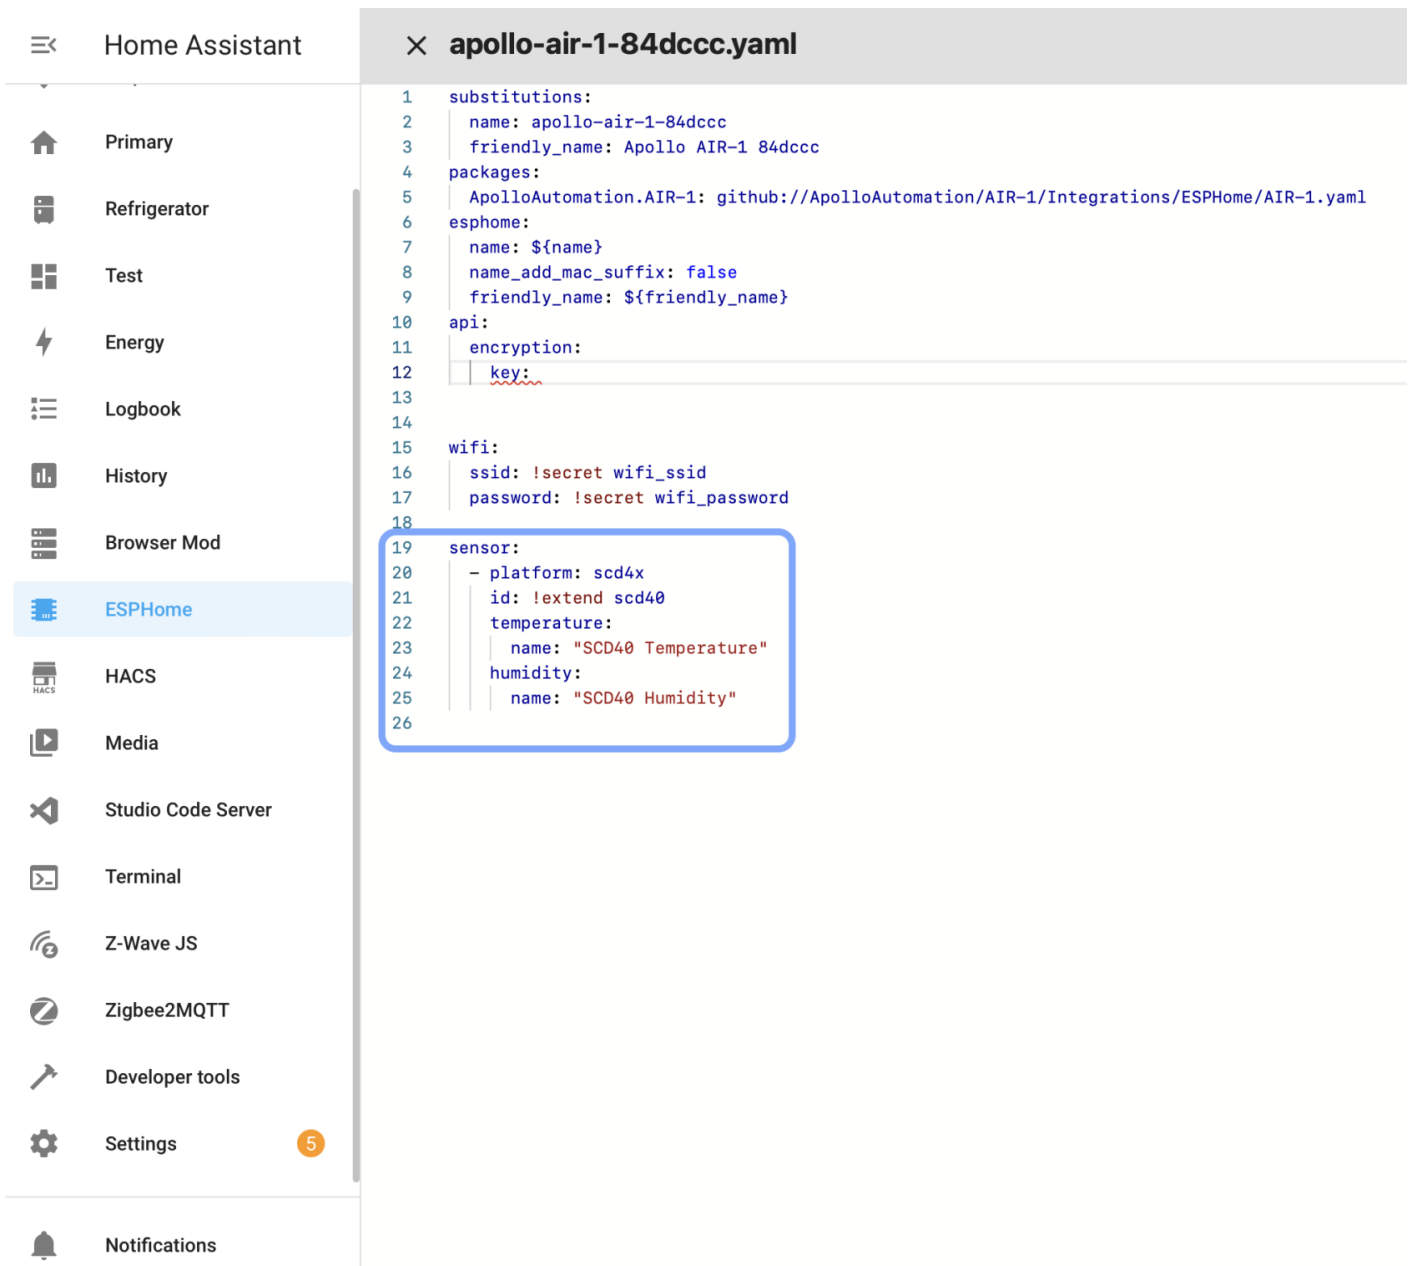 Home Assistant
Primary
Refrigerator
Test
Energy
Logbook
History
Browser Mod
ESPHome
HACS
HACS
Media
Studio Code Server
Terminal
Z-Wave JS
Zigbee2MQTT
Developer tools
Settings 5
Notifications
apollo-air-1-84dccc.yaml
1 substitutions:
2 name: apollo-air-1-84dccc
3 friendly_name: Apollo AIR-1 84dccc
4 packages:
5 ApolloAutomation.AIR-1: github://ApolloAutomation/AIR-1/Integrations/ESPHome/AIR-1.yaml
6 esphome:
7 name: ${name}
8 name_add_mac_suffix: false
9 friendly_name: ${friendly_name}
10 api:
11 encryption:
12 key:
13
14
15 wifi:
16 ssid: !secret wifi_ssid
17 password: !secret wifi_password
18
19 sensor:
20 - platform: scd4x
21 id: !extend scd40
22 temperature:
23 name: "SCD40 Temperature"
24 humidity:
25 name: "SCD40 Humidity"
26